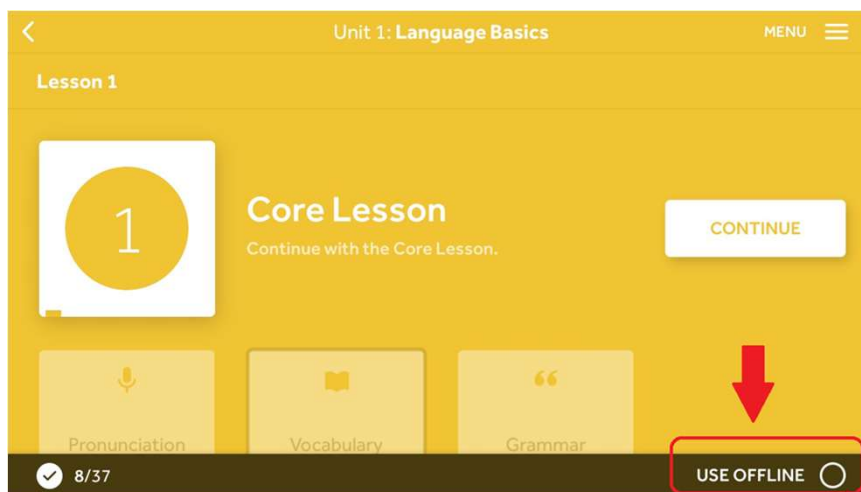 Unit 1: Language Basics
MENU
Lesson 1
1
Core Lesson
Continue with the Core Lesson.
CONTINUE
Pronunciation
Vocabulary
Grammar
8/37
USE OFFLINE